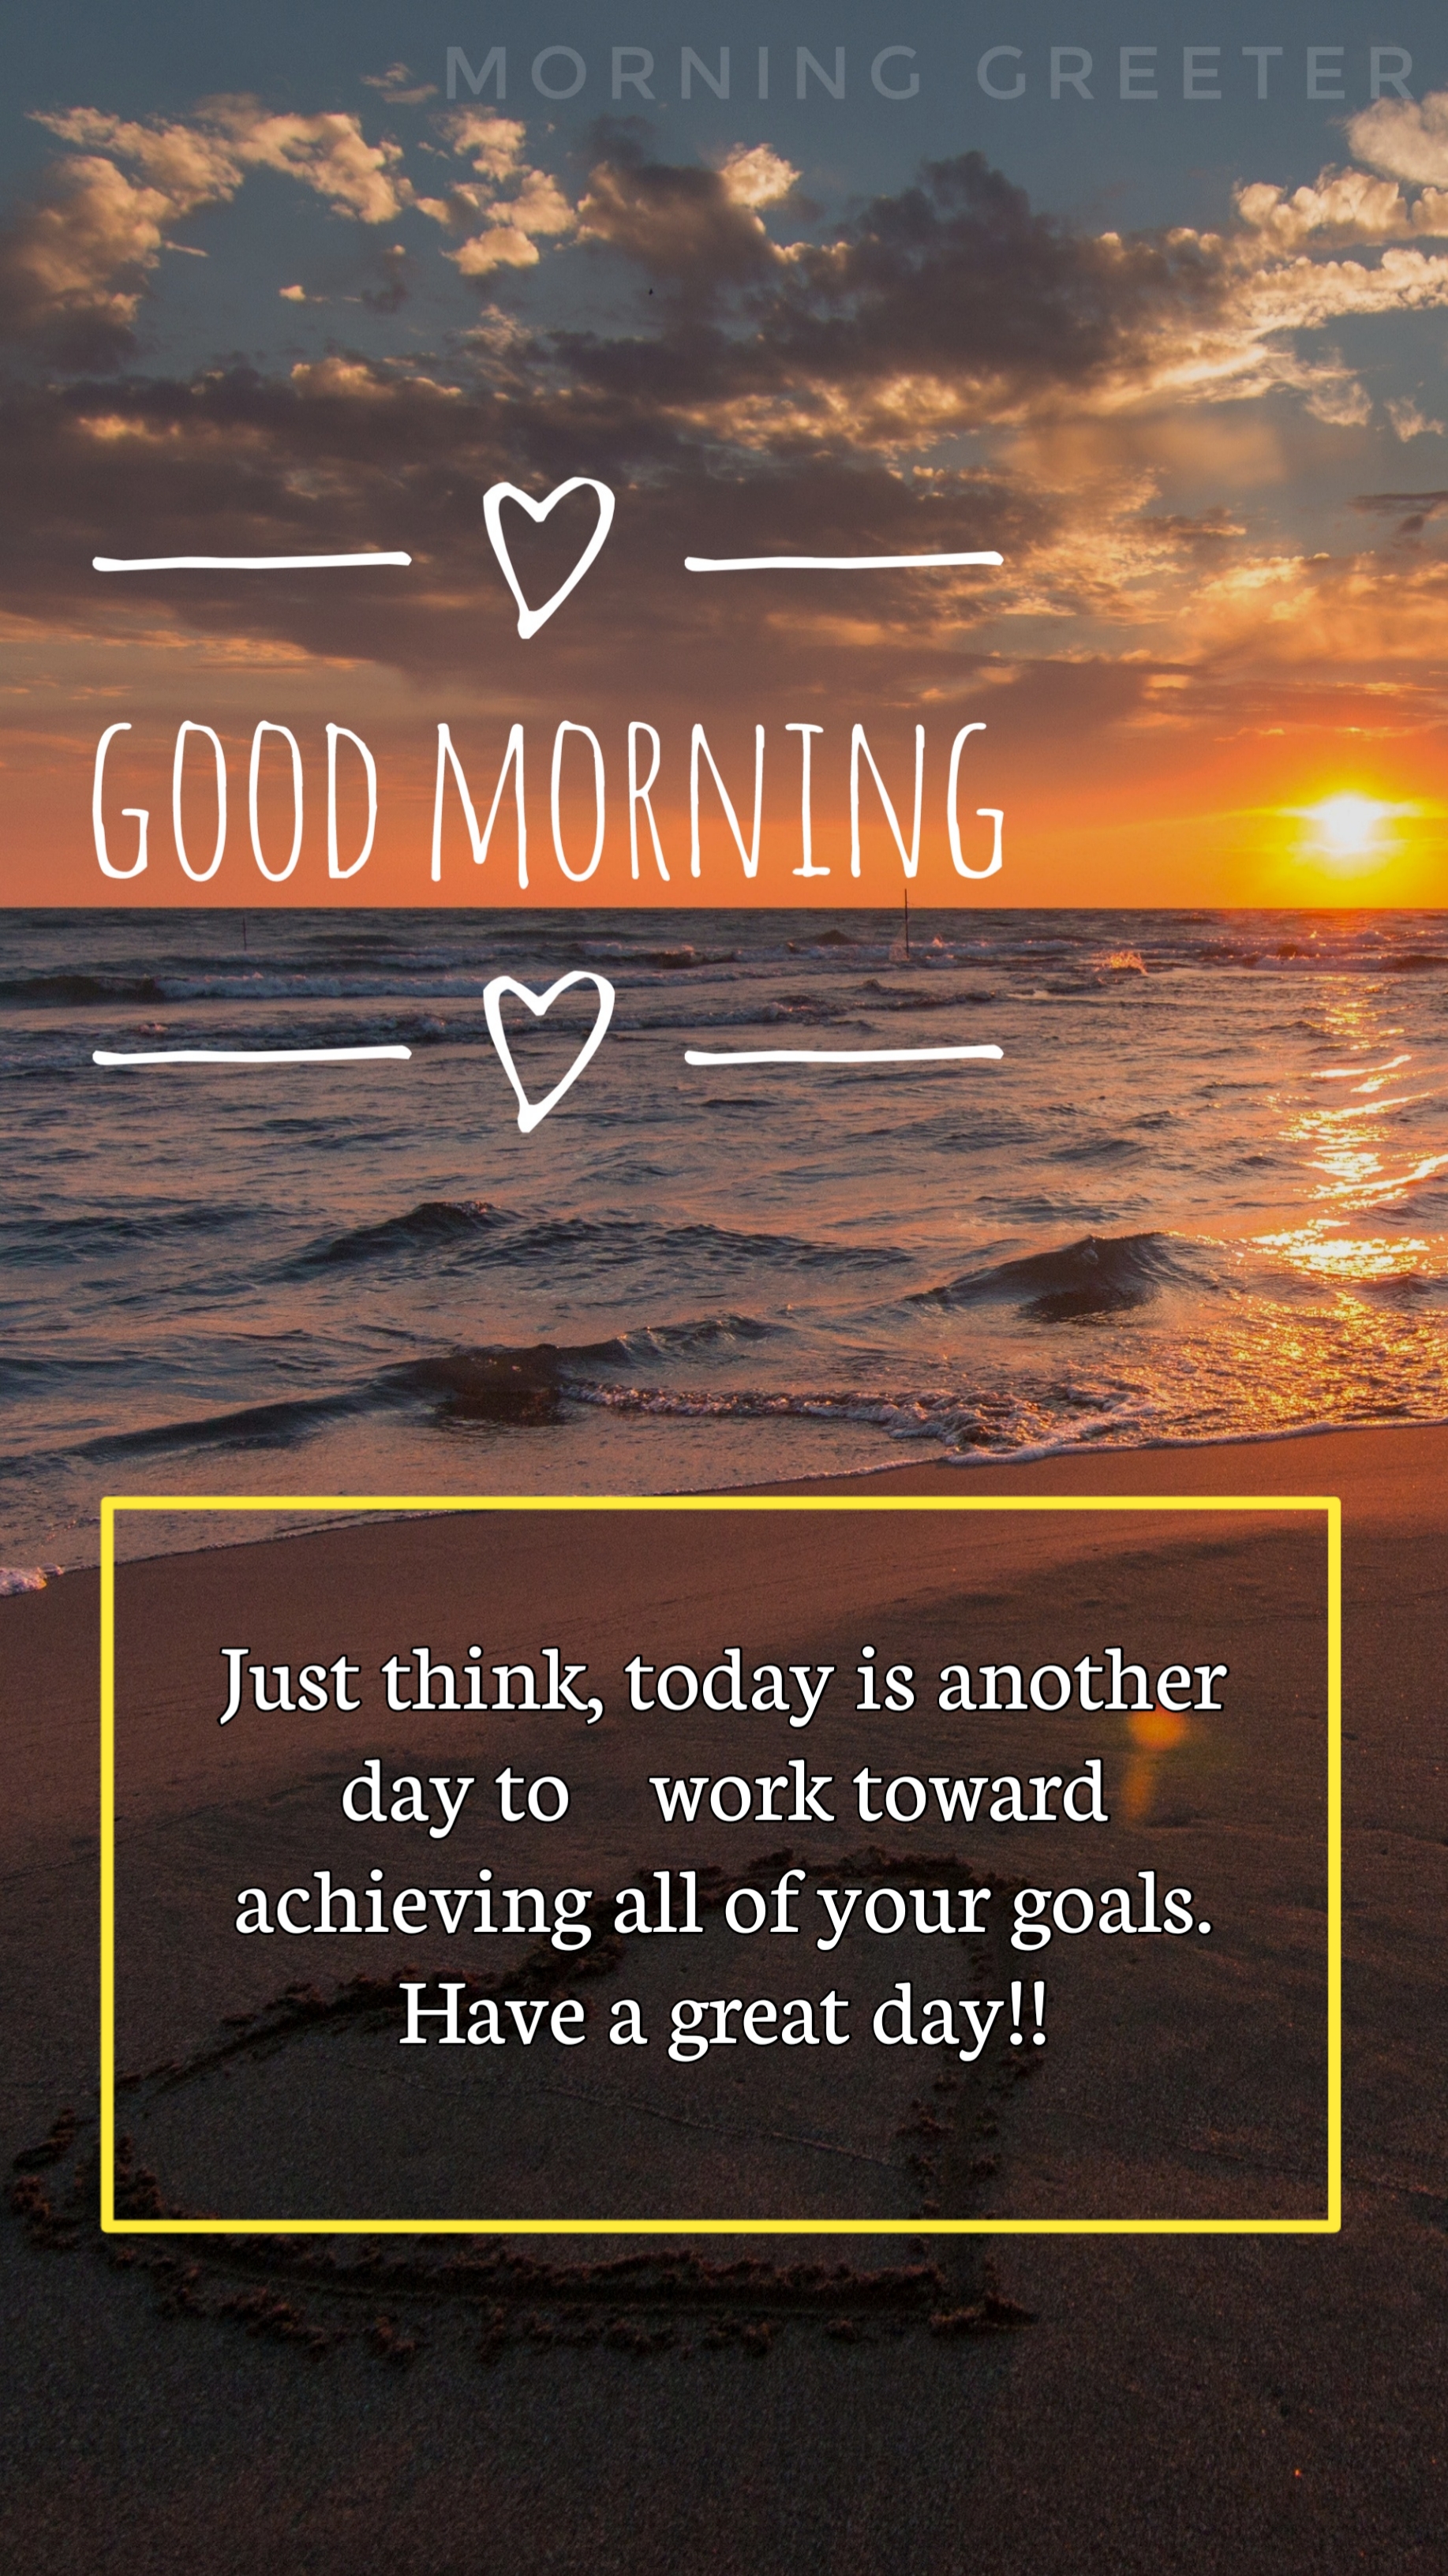 MORNING GREETER
GOOD MORNING
Just think, today is another
day to    work toward
achieving all of your goals.
Have a great day!!